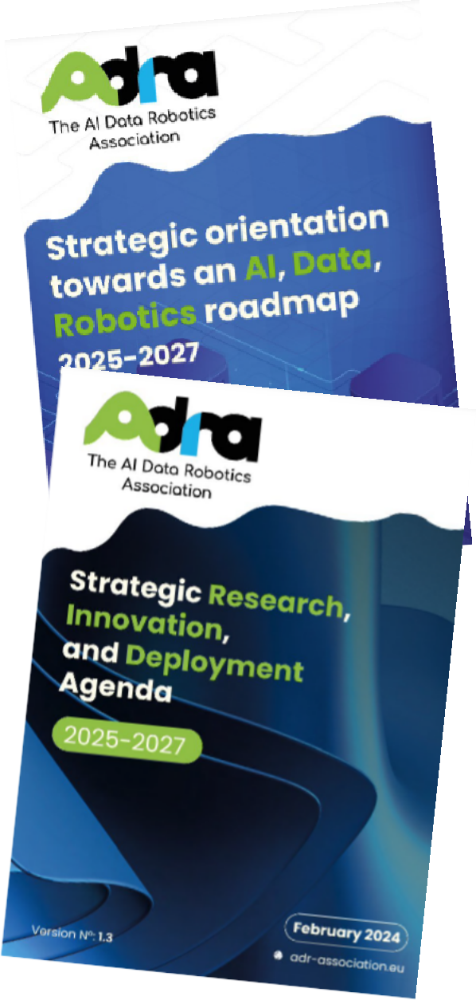 Adra
The AI Data Robotics
Association
Strategic orientation
towards an AI, Data,
Robotics roadmap
2025-2027
Adra
The AI Data Robotics
Association
Strategic Research,
Innovation,
and Deployment
Agenda
2025-2027
Version Nº: 1.3
February 2024
adr-association.eu